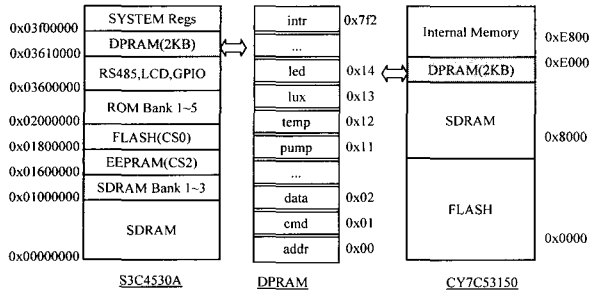 SYSTEM Regs
0x03f00000
DPRAM(2KB)
0x03610000
RS485,LCD,GPIO
0x03600000
ROM Bank 1~5
0x02000000
FLASH(CS0)
0x01800000
EEPRAM(CS2)
0x01600000
SDRAM Bank 1~3
0x01000000
SDRAM
0x00000000
S3C4530A
intr 0x7f2
...
led 0x14
lux 0x13
temp 0x12
pump 0x11
...
data 0x02
cmd 0x01
addr 0x00
DPRAM
Internal Memory
0xE800
DPRAM(2KB)
0xE000
SDRAM
0x8000
FLASH
0x0000
CY7C53150